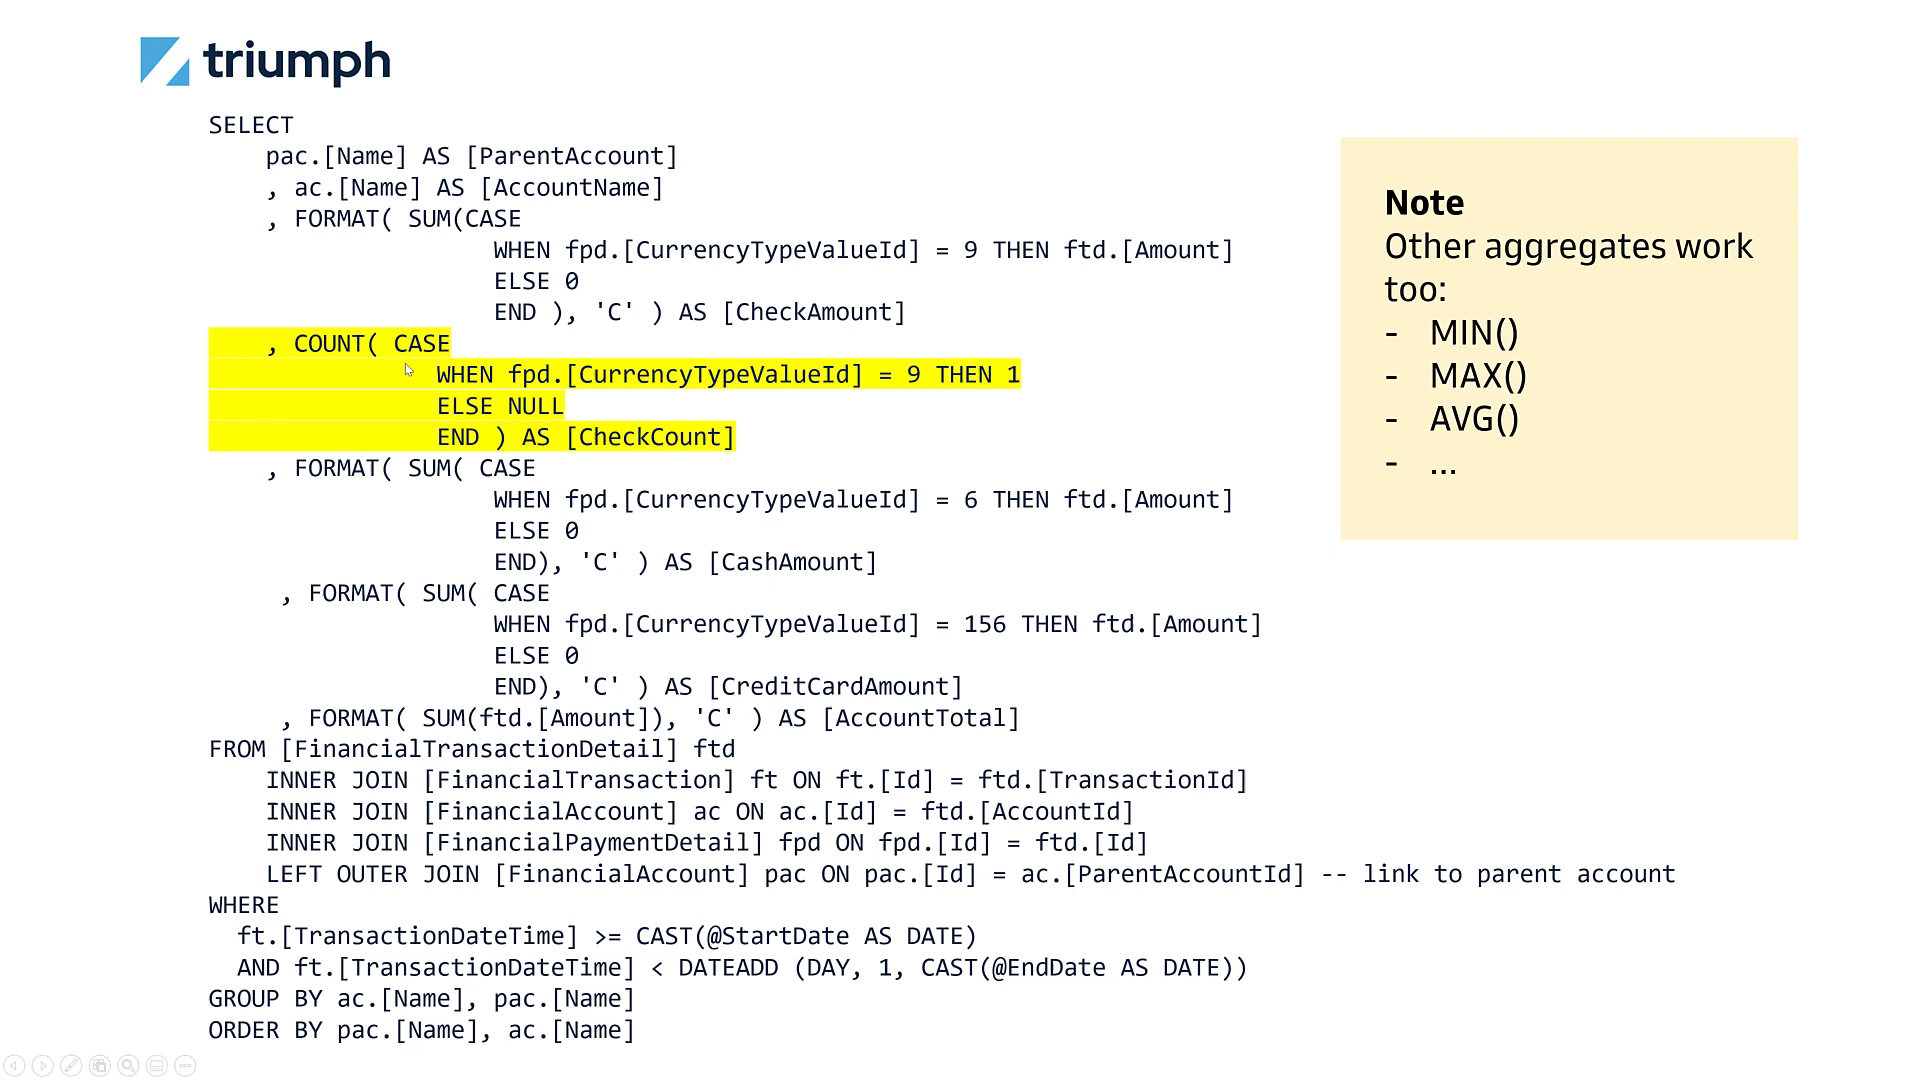 triumph
SELECT
pac.[Name] AS [ParentAccount]
, ac.[Name] AS [AccountName]
, FORMAT( SUM(CASE
WHEN fpd.[CurrencyTypeValueId] = 9 THEN ftd.[Amount]
ELSE 0
END ), 'C' ) AS [CheckAmount]
, COUNT( CASE
WHEN fpd.[CurrencyTypeValueId] = 9 THEN 1
ELSE NULL
END ) AS [CheckCount]
, FORMAT( SUM( CASE
WHEN fpd.[CurrencyTypeValueId] = 6 THEN ftd.[Amount]
ELSE 0
END), 'C' ) AS [CashAmount]
, FORMAT( SUM( CASE
WHEN fpd.[CurrencyTypeValueId] = 156 THEN ftd.[Amount]
ELSE 0
END), 'C' ) AS [CreditCardAmount]
, FORMAT( SUM(ftd.[Amount]), 'C' ) AS [AccountTotal]
FROM [FinancialTransactionDetail] ftd
INNER JOIN [FinancialTransaction] ft ON ft.[Id] = ftd.[TransactionId]
INNER JOIN [FinancialAccount] ac ON ac.[Id] = ftd.[AccountId]
INNER JOIN [FinancialPaymentDetail] fpd ON fpd.[Id] = ftd.[Id]
LEFT OUTER JOIN [FinancialAccount] pac ON pac.[Id] = ac.[ParentAccountId] -- link to parent account
WHERE
ft.[TransactionDateTime] >= CAST(@StartDate AS DATE)
AND ft.[TransactionDateTime] < DATEADD (DAY, 1, CAST(@EndDate AS DATE))
GROUP BY ac.[Name], pac.[Name]
ORDER BY pac.[Name], ac.[Name]
Note
Other aggregates work
too:
- MIN()
- MAX()
- AVG()
- ...